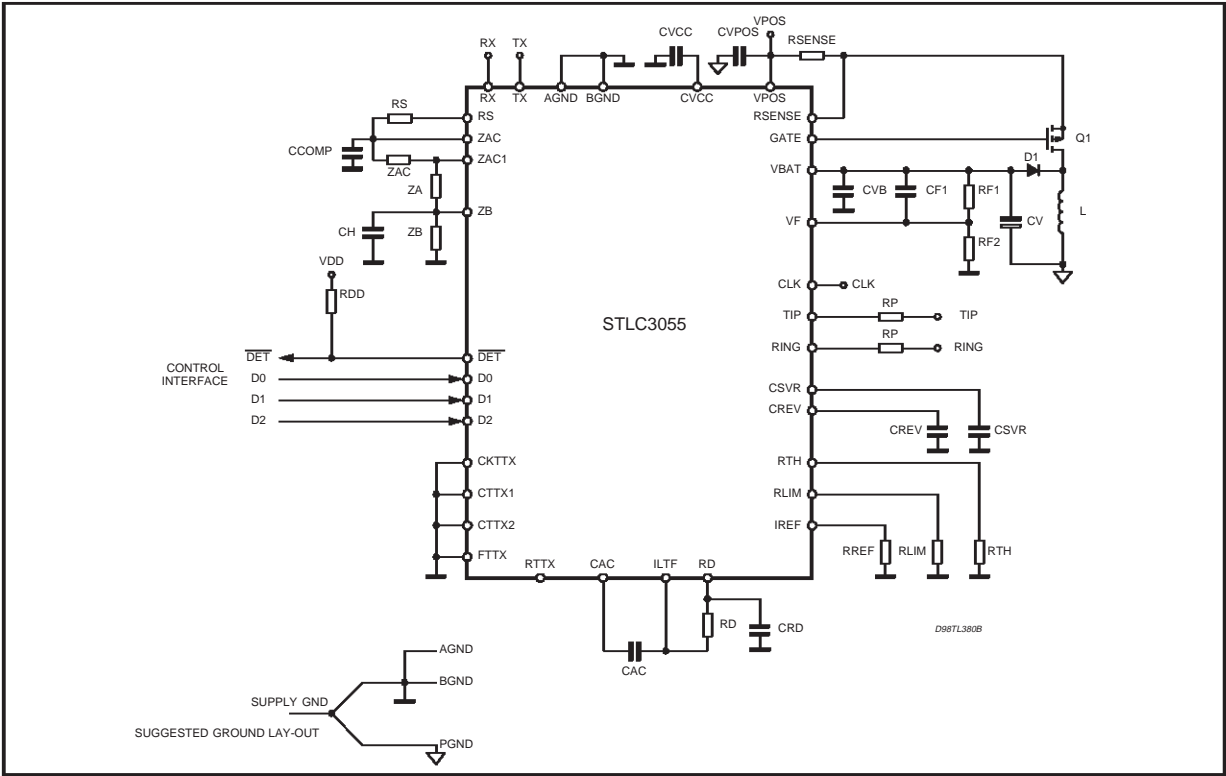 VPOS
CVCC
CVPOS
RSENSE
RX
TX
RX
TX
AGND
BGND
CVCC
VPOS
RS
RS
RSENSE
CCOMP
ZAC
GATE
Q1
ZAC
ZAC1
VBAT
D1
ZA
CVB
CF1
RF1
L
CH
ZB
ZB
VF
CV
RF2
VDD
RDD
CLK
CLK
STLC3055
TIP
RP
TIP
RING
RP
RING
CONTROL
INTERFACE
DET
DET
D0
D0
D1
D1
D2
D2
CSVR
CREV
CREV
CSVR
CKTTX
CTTX1
CTTX2
FTTX
RTH
RLIM
IREF
RREF
RLIM
RTH
RTTX
CAC
ILTF
RD
RD
CRD
CAC
D98TL380B
AGND
BGND
SUPPLY GND
SUGGESTED GROUND LAY-OUT
PGND